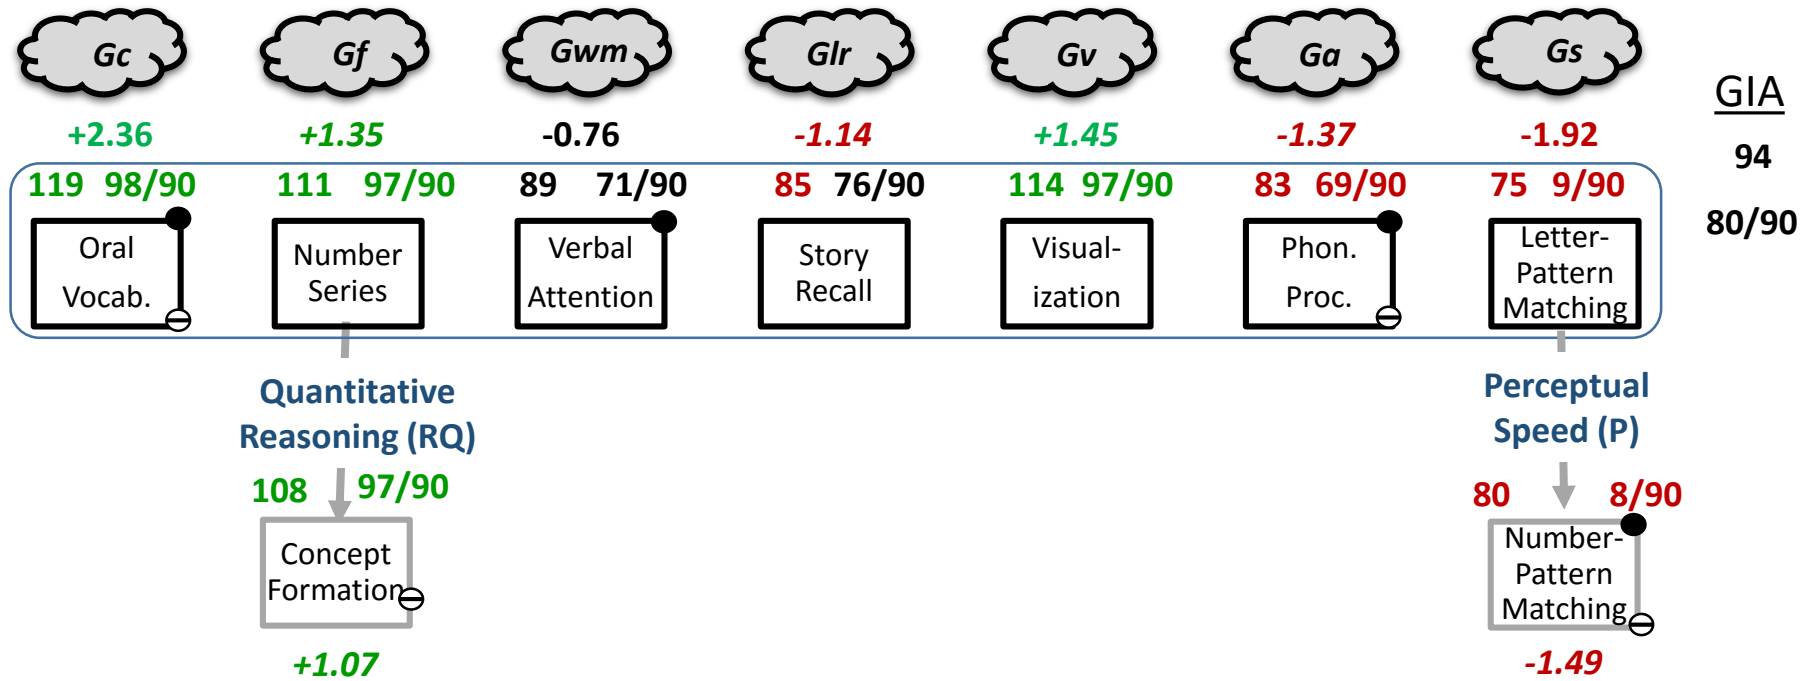 Gc Gf Gwm Glr Gv Ga Gs
GIA
+2.36 +1.35 -0.76 -1.14 +1.45 -1.37 -1.92
94
119 98/90 111 97/90 89 71/90 85 76/90 114 97/90 83 69/90 75 9/90
80/90
Oral
Vocab.
Number
Series
Verbal
Attention
Story
Recall
Visual-
ization
Phon.
Proc.
Letter-
Pattern
Matching
Quantitative
Reasoning (RQ)
108 97/90
Concept
Formation
+1.07
Perceptual
Speed (P)
80 8/90
Number-
Pattern
Matching
-1.49